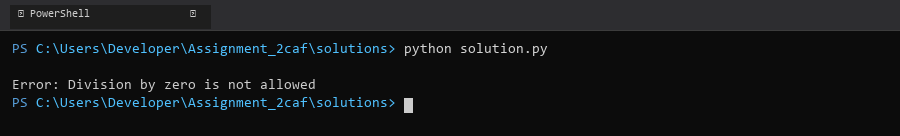 PowerShell
PS C:\Users\Developer\Assignment_2caf\solutions> python solution.py
Error: Division by zero is not allowed
PS C:\Users\Developer\Assignment_2caf\solutions>